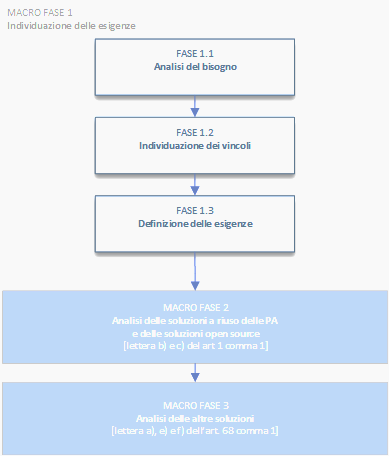 MACRO FASE 1
Individuazione delle esigenze
FASE 1.1
Analisi del bisogno
FASE 1.2
Individuazione dei vincoli
FASE 1.3
Definizione delle esigenze
MACRO FASE 2
Analisi delle soluzioni a riuso delle PA
e delle soluzioni open source
[lettera b) e c) del art 1 comma 1]
MACRO FASE 3
Analisi delle altre soluzioni
[lettera a), e) e f) dell'art. 68 comma 1]